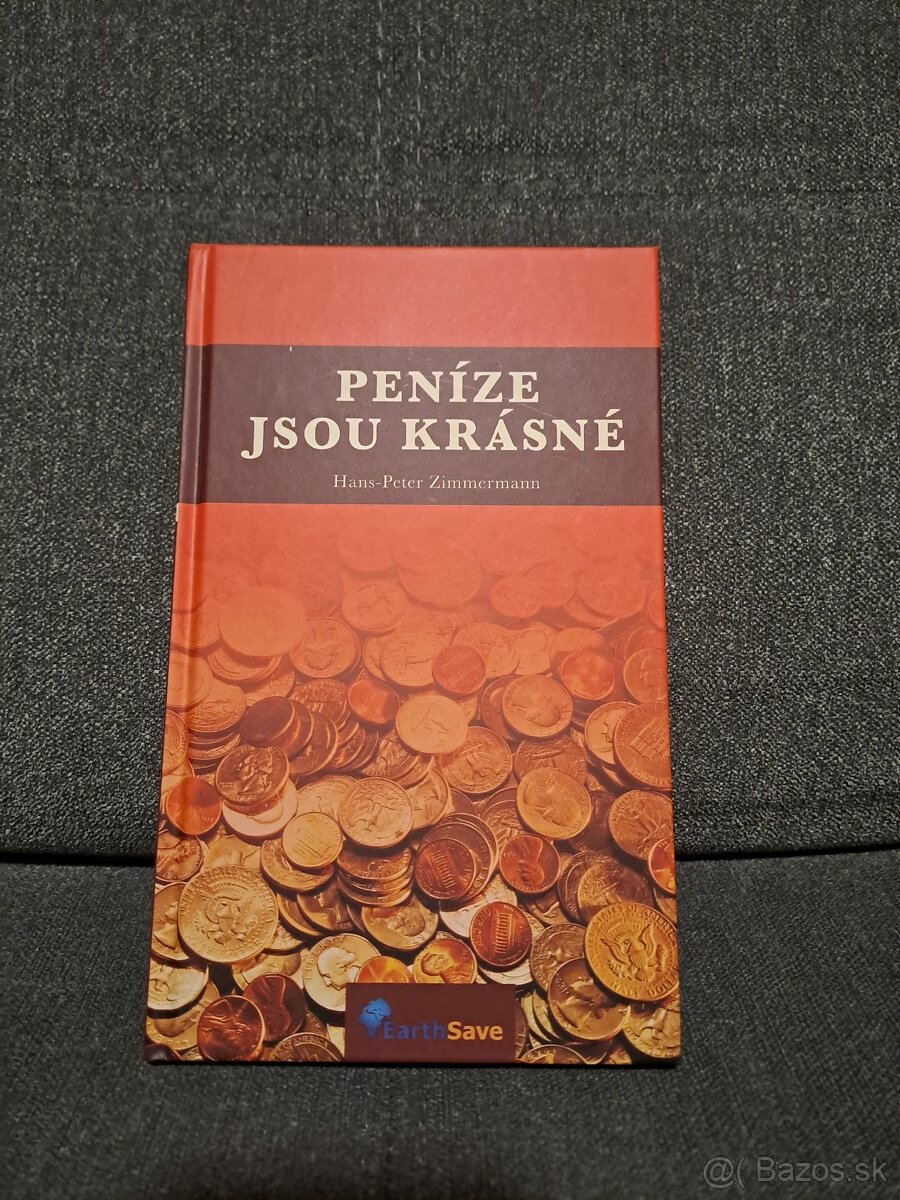 PENÍZE
JSOU KRÁSNÉ
Hans-Peter Zimmermann
EarthSave
@( Bazos.sk